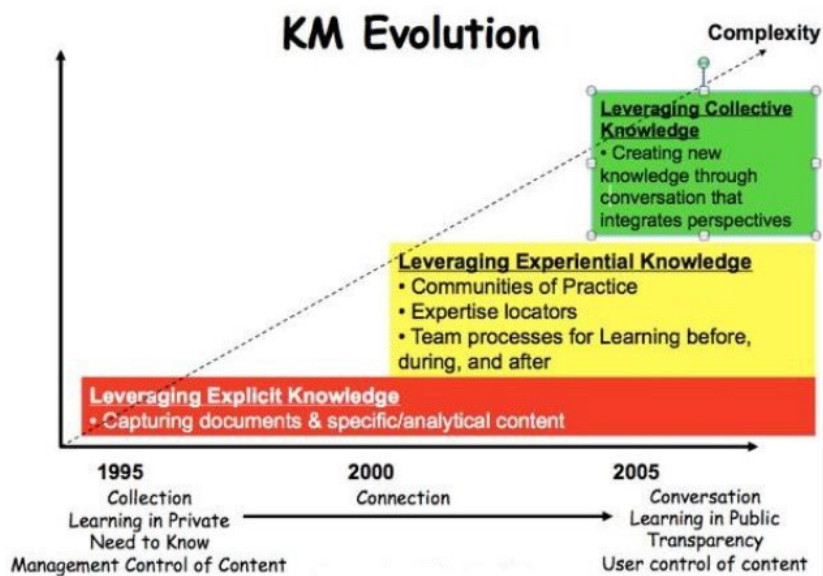 KM Evolution
Complexity
Leveraging Collective
Knowledge
• Creating new
knowledge through
conversation that
integrates perspectives
Leveraging Experiential Knowledge
• Communities of Practice
• Expertise locators
• Team processes for Learning before,
during, and after
Leveraging Explicit Knowledge
• Capturing documents & specific/analytical content
1995
Collection
Learning in Private
Need to Know
Management Control of Content
2000
Connection
2005
Conversation
Learning in Public
Transparency
User control of content